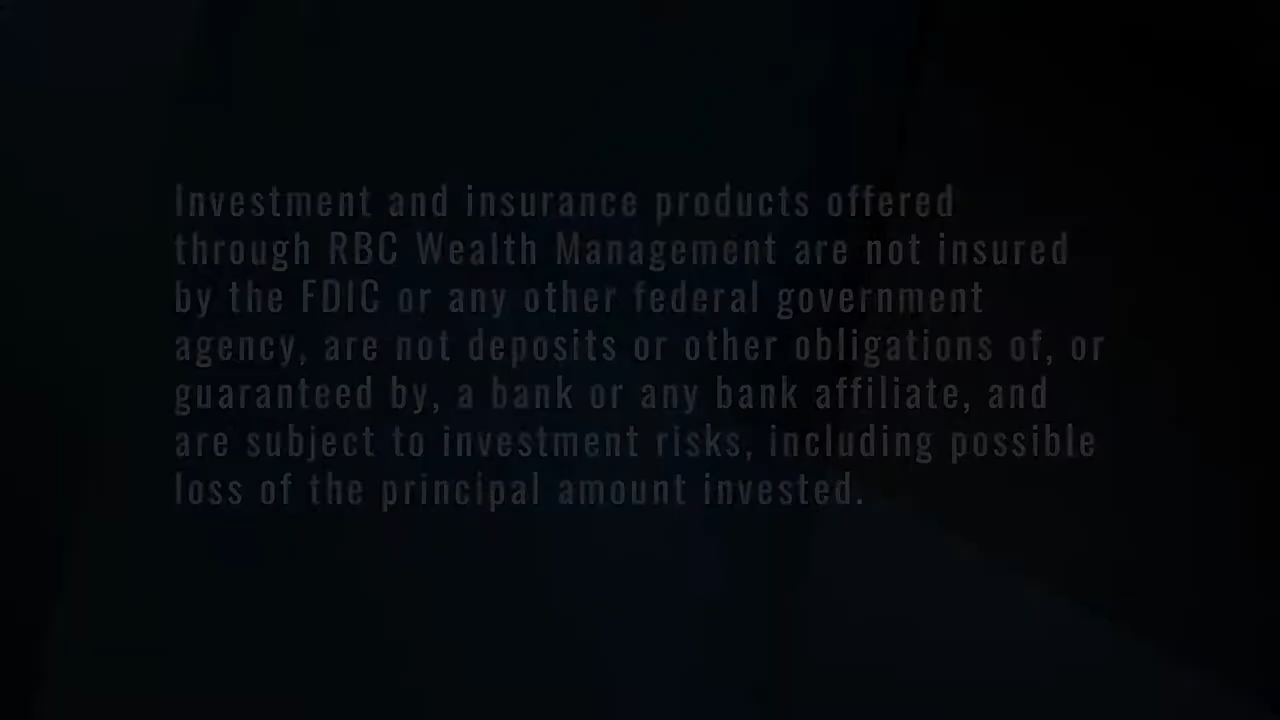 Investment and insurance products offered
through RBC Wealth Management are not insured
by the FDIC or any other federal government
agency, are not deposits or other obligations of, or
guaranteed by, a bank or any bank affiliate, and
are subject to investment risks, including possible
loss of the principal amount invested.